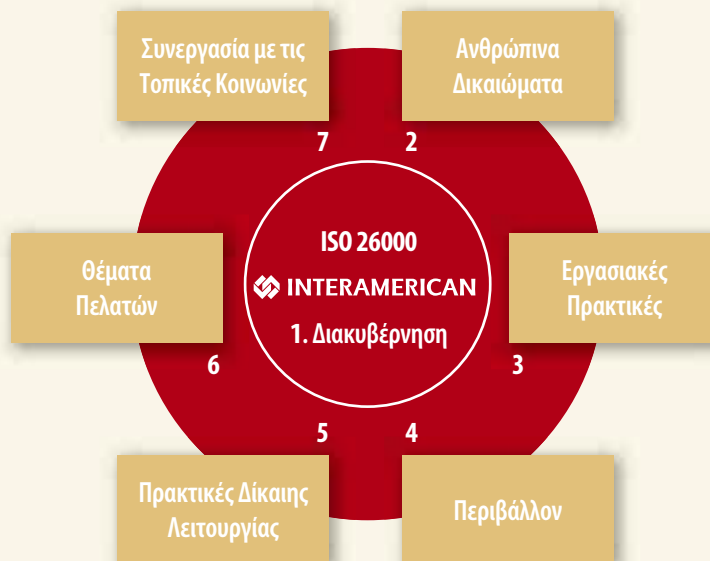 Συνεργασία με τις
Τοπικές Κοινωνίες
Ανθρώπινα
Δικαιώματα
7
2
ISO 26000
INTERAMERICAN
1. Διακυβέρνηση
Θέματα
Πελατών
Εργασιακές
Πρακτικές
6
3
5
4
Πρακτικές Δίκαιης
Λειτουργίας
Περιβάλλον